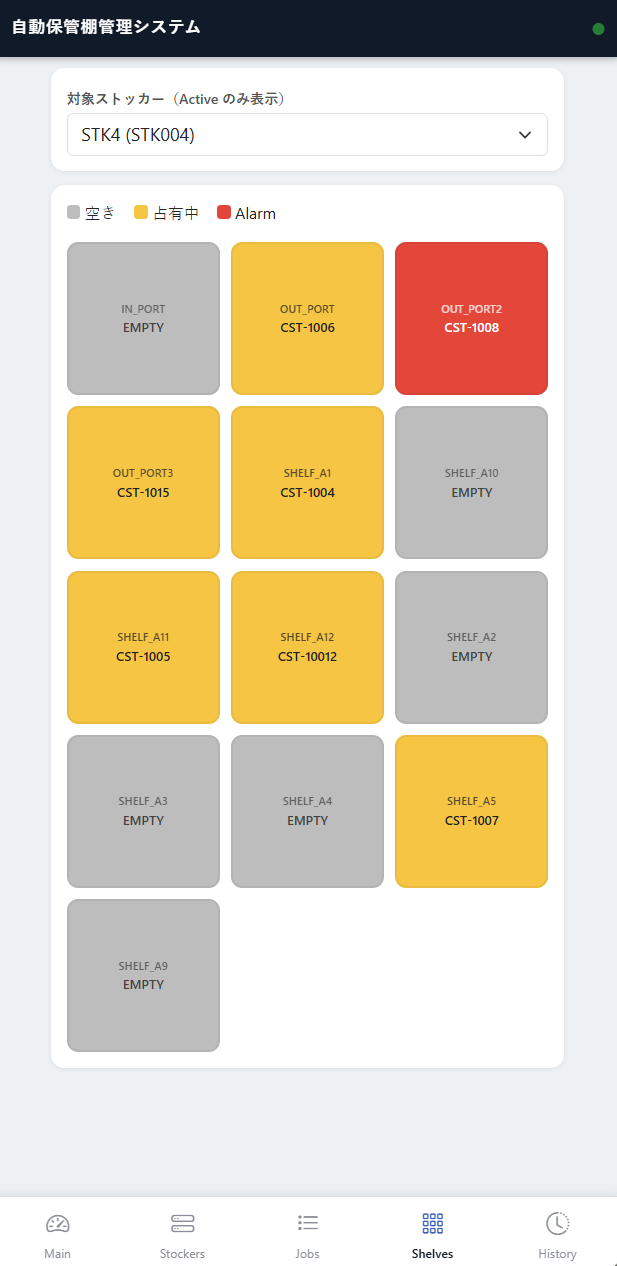 自動保管棚管理システム
対象ストッカー（Active のみ表示）
STK4 (STK004)
空き 占有中 Alarm
IN_PORT
EMPTY
OUT_PORT
CST-1006
OUT_PORT2
CST-1008
OUT_PORT3
CST-1015
SHELF_A1
CST-1004
SHELF_A10
EMPTY
SHELF_A11
CST-1005
SHELF_A12
CST-10012
SHELF_A2
EMPTY
SHELF_A3
EMPTY
SHELF_A4
EMPTY
SHELF_A5
CST-1007
SHELF_A9
EMPTY
Main Stockers Jobs Shelves History